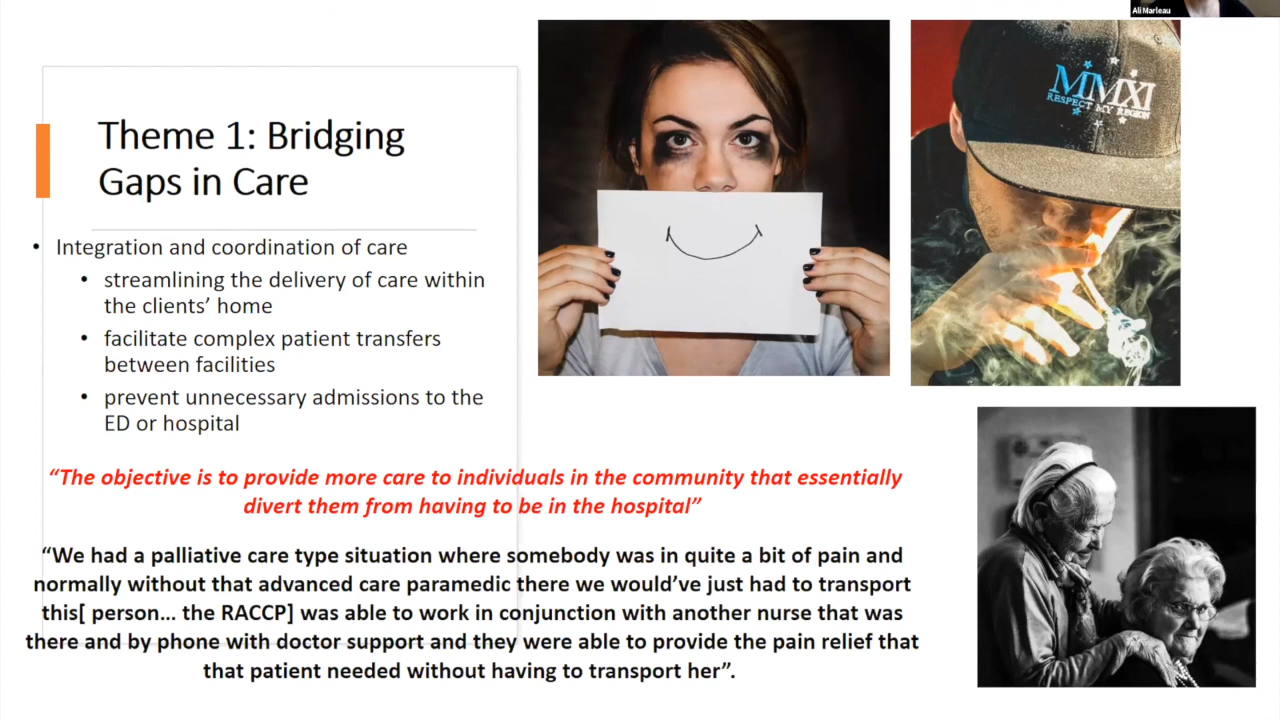 Ali Marleau
MMXI
RESPECT MY REGION
Theme 1: Bridging
Gaps in Care
• Integration and coordination of care
• streamlining the delivery of care within
the clients’ home
• facilitate complex patient transfers
between facilities
• prevent unnecessary admissions to the
ED or hospital
“The objective is to provide more care to individuals in the community that essentially
divert them from having to be in the hospital”
“We had a palliative care type situation where somebody was in quite a bit of pain and
normally without that advanced care paramedic there we would’ve just had to transport
this[ person... the RACCP] was able to work in conjunction with another nurse that was
there and by phone with doctor support and they were able to provide the pain relief that
that patient needed without having to transport her”.